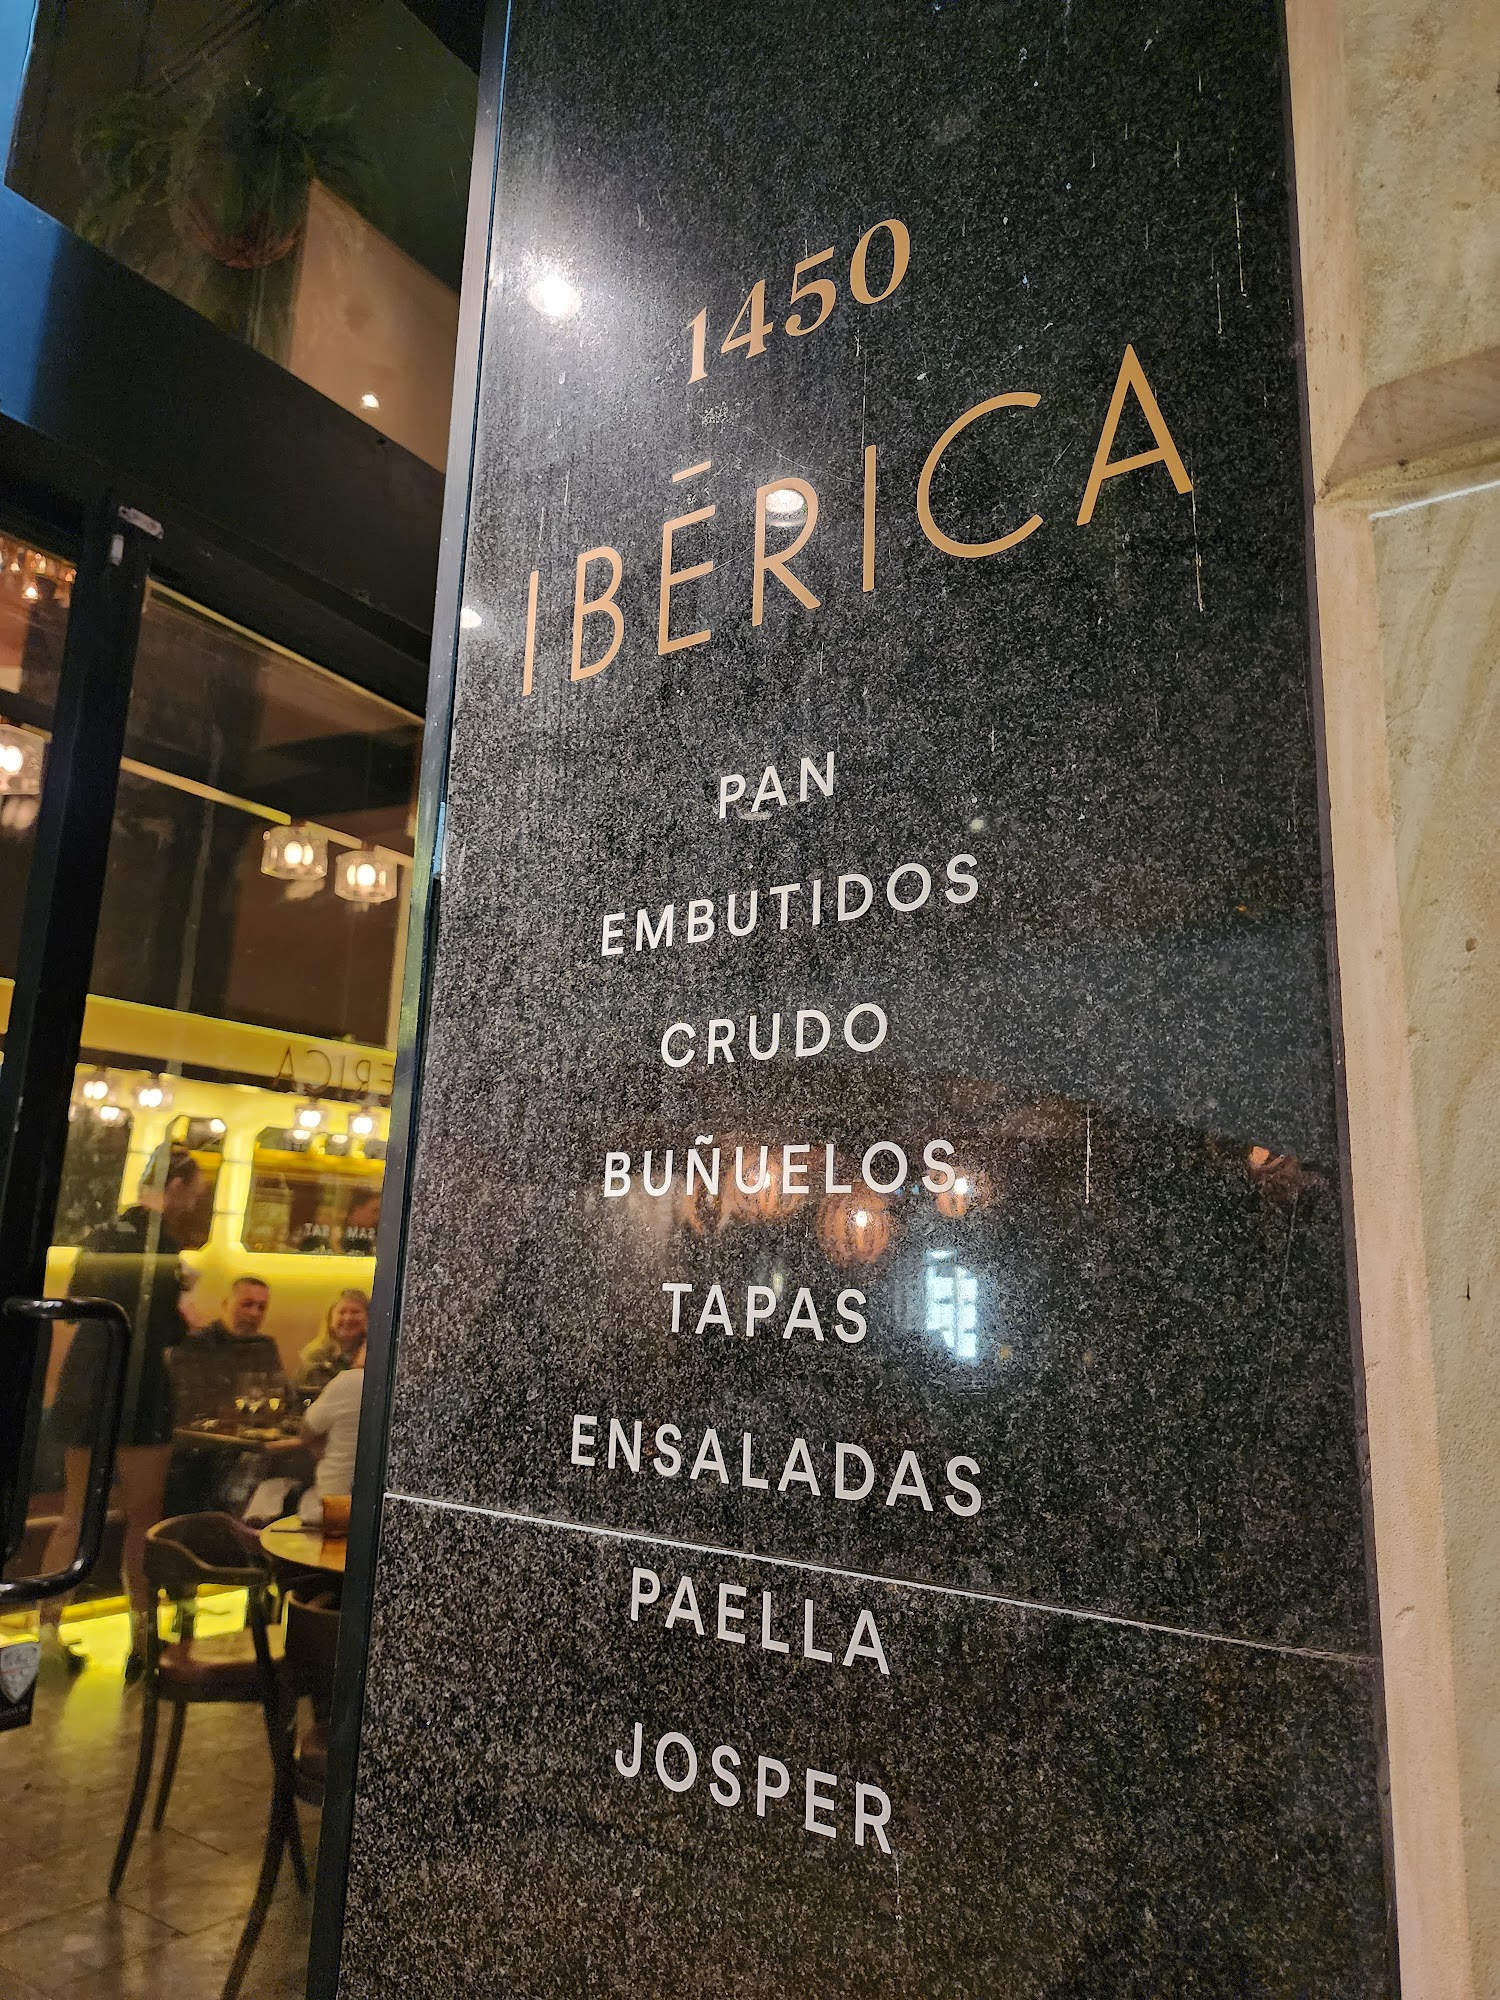 1450
IBĒRICA
PAN
EMBUTIDOS
CRUDO
BUÑUELOS
TAPAS
ENSALADAS
PAELLA
JOSPER